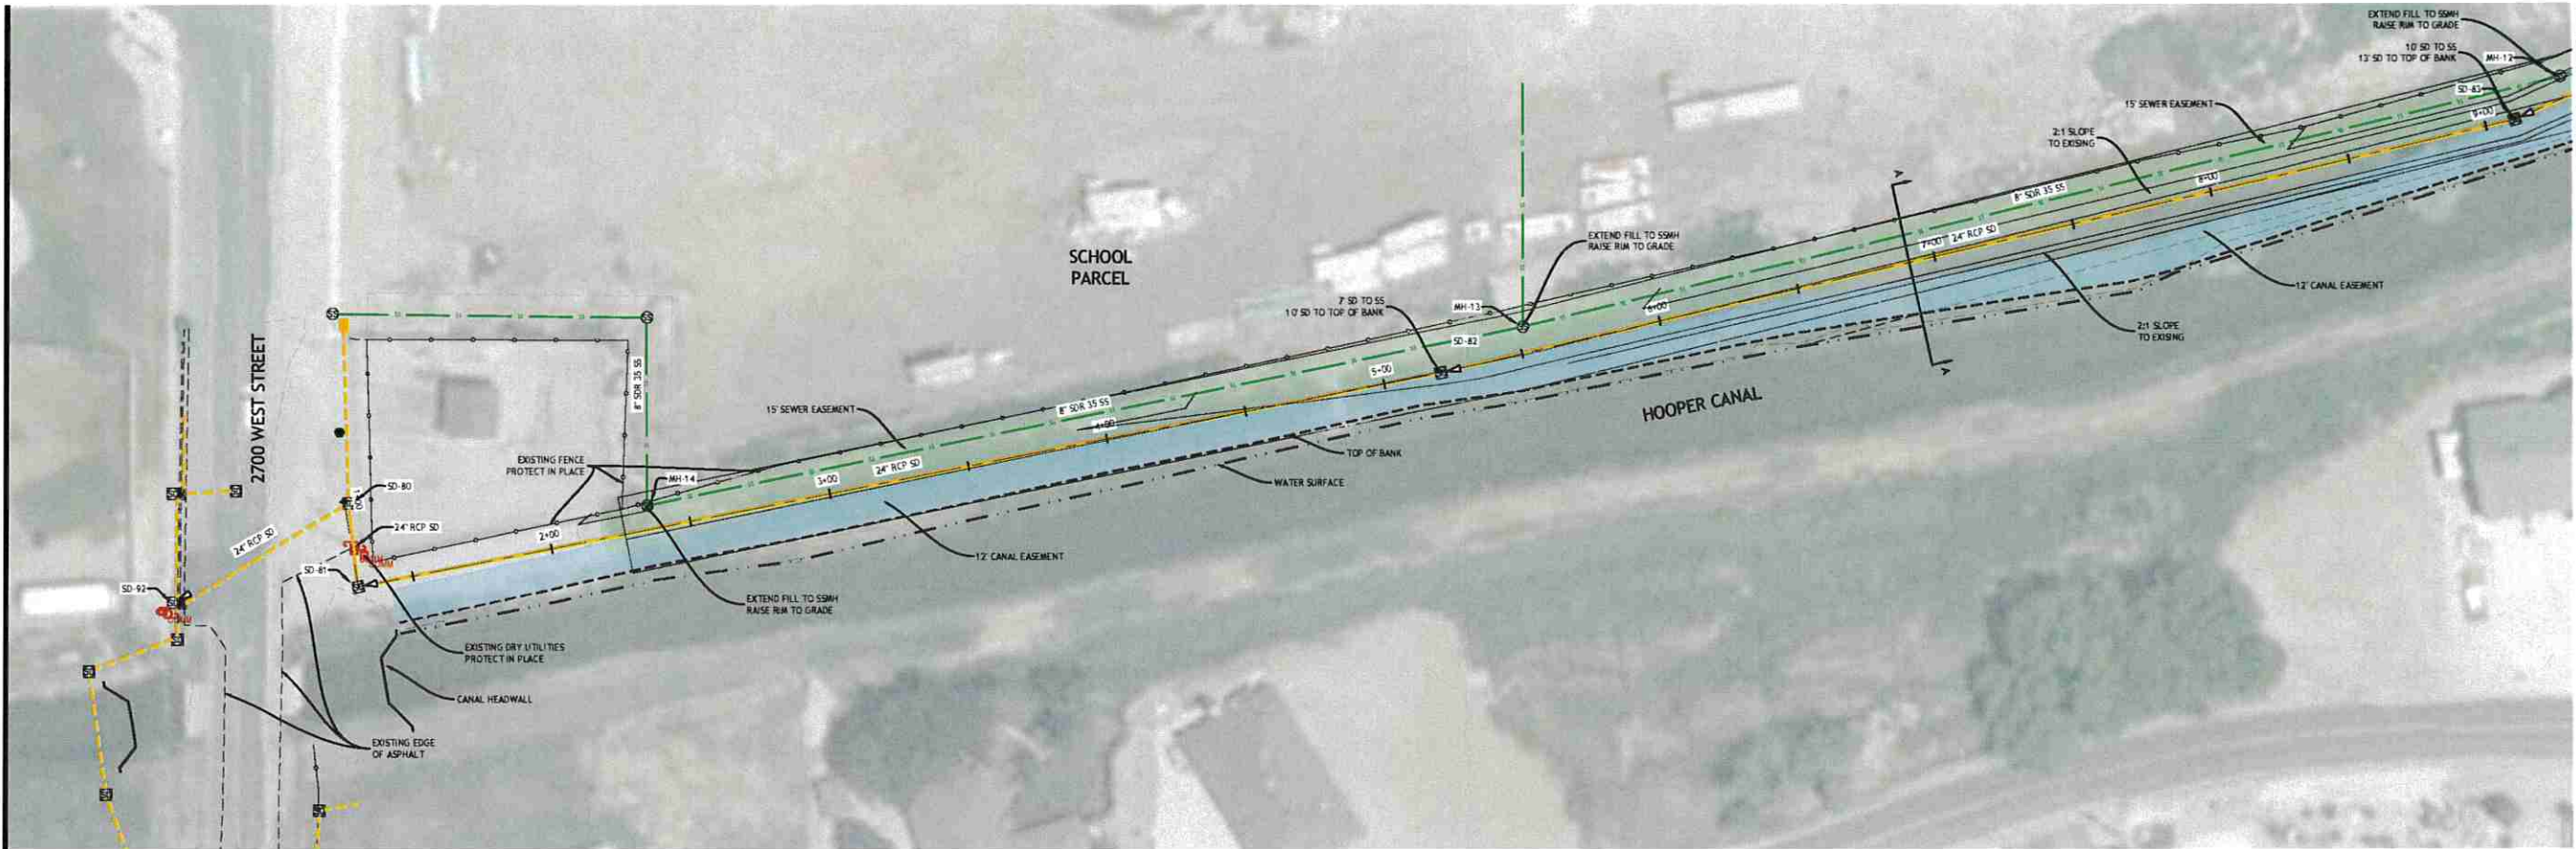 EXTEND FILL TO SSMH
RAISE RIM TO GRADE
10' SD TO SS
13' SD TO TOP OF BANK
MH-12
SD-83
9+00
15' SEWER EASEMENT
2:1 SLOPE
TO EXISING
8" SDR 35 SS
8+00
A
EXTEND FILL TO SSMH
RAISE RIM TO GRADE
7+00
24" RCP SD
SCHOOL
PARCEL
12' CANAL EASEMENT
7' SD TO SS
10' SD TO TOP OF BANK
MH-13
6+00
2:1 SLOPE
TO EXISING
SD-82
A
5+00
2700 WEST STREET
8" SDR 35 SS
HOOPER CANAL
15' SEWER EASEMENT
8" SDR 35 SS
4+00
TOP OF BANK
EXISTING FENCE
PROTECT IN PLACE
24" RCP SD
MH-14
3+00
WATER SURFACE
SD-80
24" RCP SD
24" RCP SD
2+00
12' CANAL EASEMENT
SD-81
SD-92
EXTEND FILL TO SSMH
RAISE RIM TO GRADE
EXISTING DRY UTILITIES
PROTECT IN PLACE
CANAL HEADWALL
EXISTING EDGE
OF ASPHALT